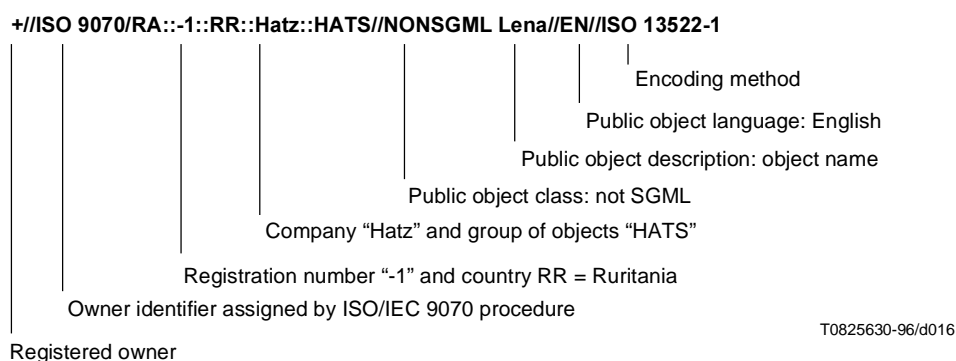 +//ISO 9070/RA::-1::RR::Hatz::HATS//NONSGML Lena//EN//ISO 13522-1
Encoding method
Public object language: English
Public object description: object name
Public object class: not SGML
Company “Hatz” and group of objects “HATS”
Registration number “-1” and country RR = Ruritania
Owner identifier assigned by ISO/IEC 9070 procedure
T0825630-96/d016
Registered owner